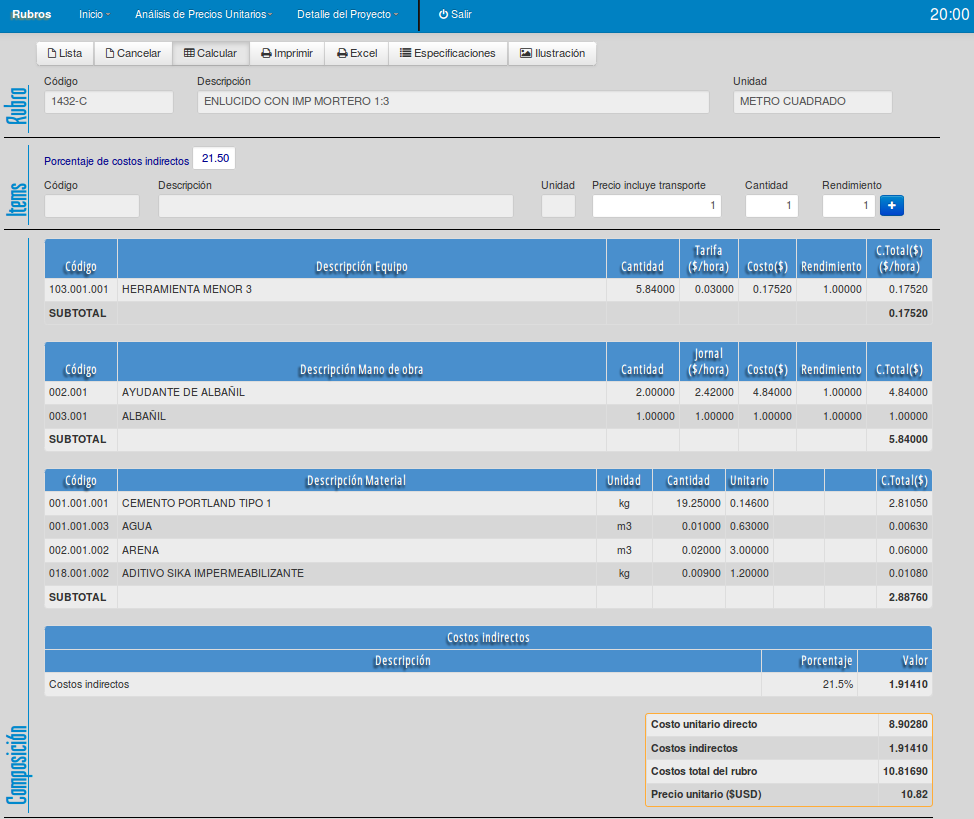 Rubros Inicio Análisis de Precios Unitarios Detalle del Proyecto Salir 20:00
Lista Cancelar Calcular Imprimir Excel Especificaciones Ilustración
Rubro
Código Descripción Unidad
1432-C ENLUCIDO CON IMP MORTERO 1:3 METRO CUADRADO
Items
Porcentaje de costos indirectos 21.50
Código Descripción Unidad Precio incluye transporte Cantidad Rendimiento
1 1 1 +
Composición
Código Descripción Equipo Cantidad Tarifa ($/hora) Costo($) Rendimiento C.Total($) ($/hora)
103.001.001 HERRAMIENTA MENOR 3 5.84000 0.03000 0.17520 1.00000 0.17520
SUBTOTAL 0.17520
Código Descripción Mano de obra Cantidad Jornal ($/hora) Costo($) Rendimiento C.Total($)
002.001 AYUDANTE DE ALBAÑIL 2.00000 2.42000 4.84000 1.00000 4.84000
003.001 ALBAÑIL 1.00000 1.00000 1.00000 1.00000 1.00000
SUBTOTAL 5.84000
Código Descripción Material Unidad Cantidad Unitario C.Total($)
001.001.001 CEMENTO PORTLAND TIPO 1 kg 19.25000 0.14600 2.81050
001.001.003 AGUA m3 0.01000 0.63000 0.00630
002.001.002 ARENA m3 0.02000 3.00000 0.06000
018.001.002 ADITIVO SIKA IMPERMEABILIZANTE kg 0.00900 1.20000 0.01080
SUBTOTAL 2.88760
Costos Indirectos
Descripción Porcentaje Valor
Costos indirectos 21.5% 1.91410
Costo unitario directo 8.90280
Costos indirectos 1.91410
Costos total del rubro 10.81690
Precio unitario ($USD) 10.82